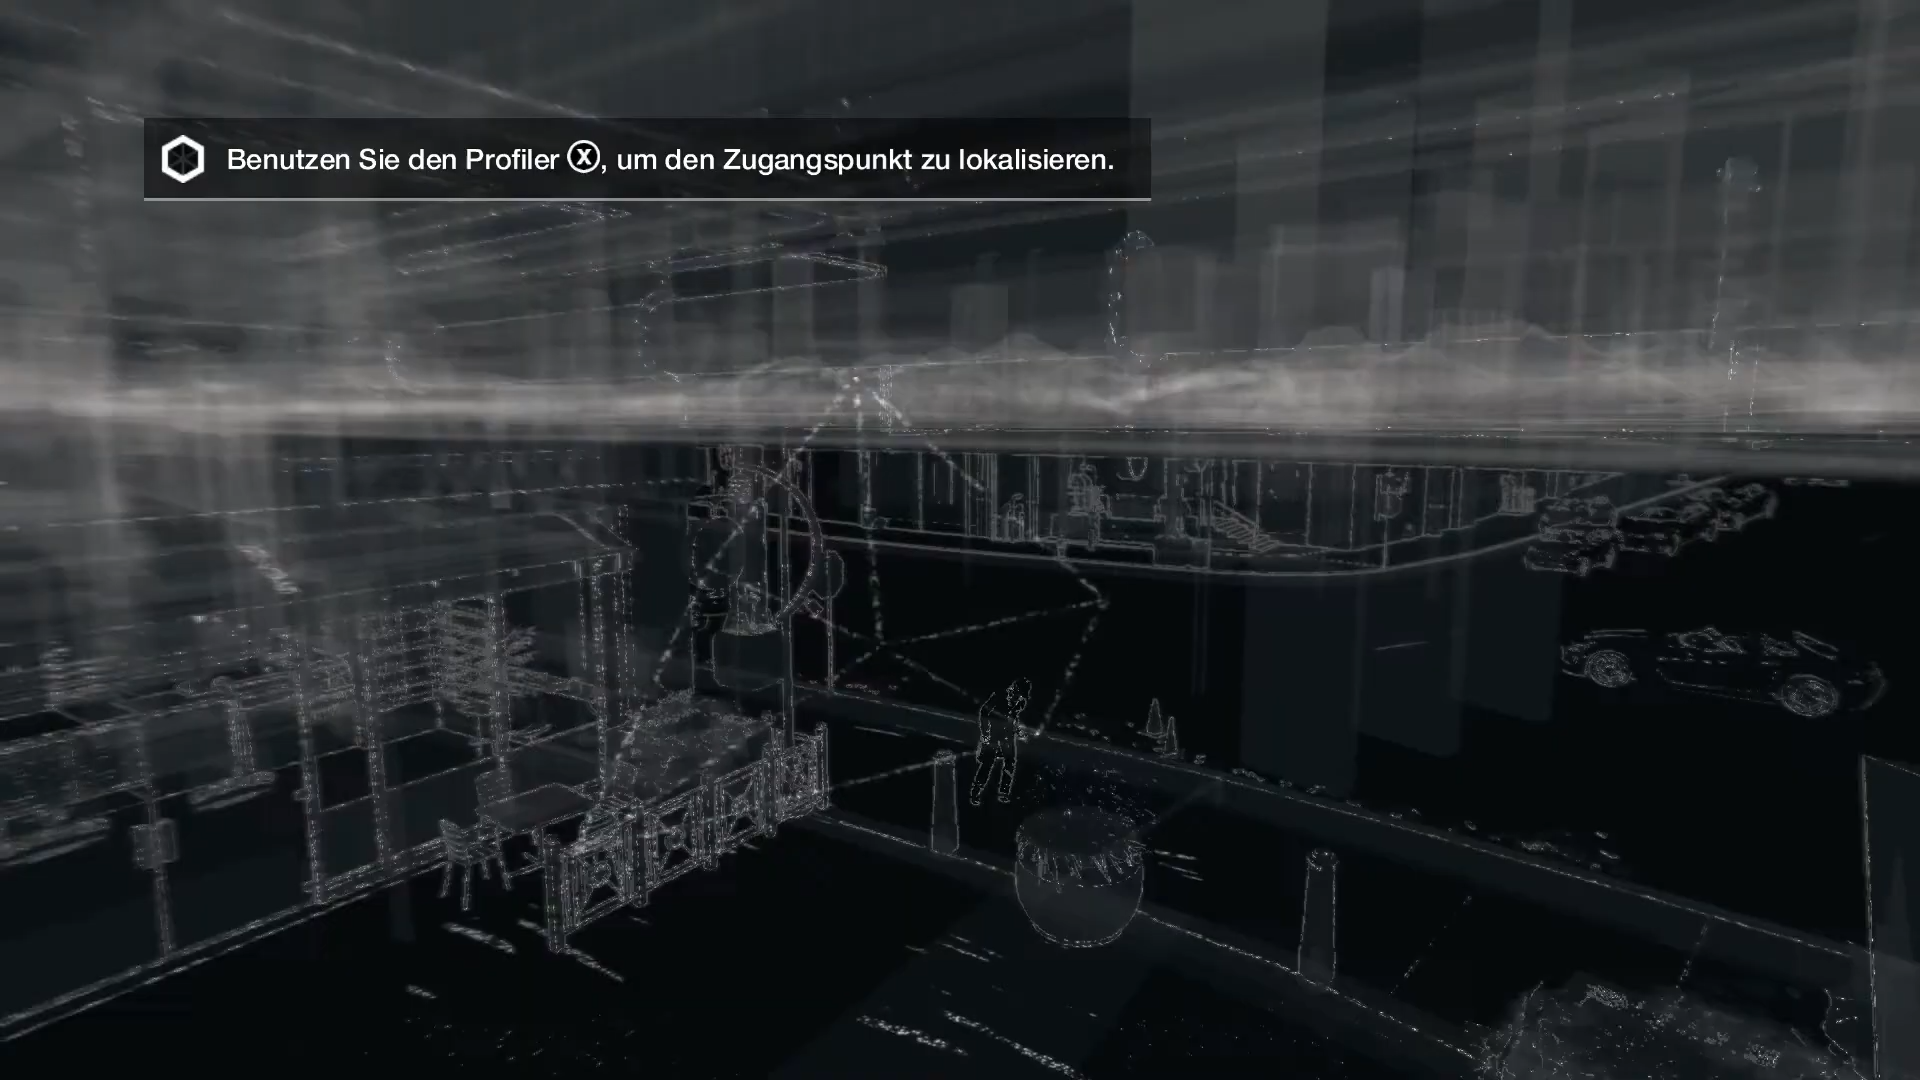 Benutzen Sie den Profiler Ⓧ, um den Zugangspunkt zu lokalisieren.